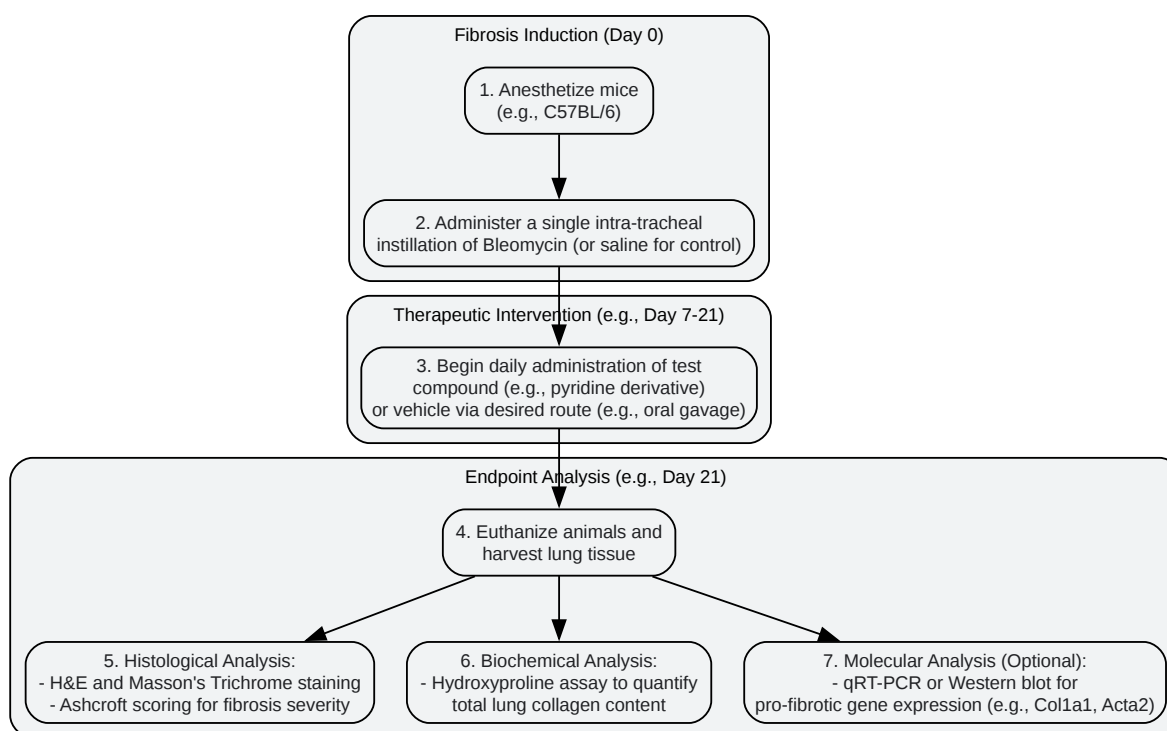 Fibrosis Induction (Day 0)
1. Anesthetize mice
(e.g., C57BL/6)
2. Administer a single intra-tracheal
instillation of Bleomycin (or saline for control)
Therapeutic Intervention (e.g., Day 7-21)
3. Begin daily administration of test
compound (e.g., pyridine derivative)
or vehicle via desired route (e.g., oral gavage)
Endpoint Analysis (e.g., Day 21)
4. Euthanize animals and
harvest lung tissue
5. Histological Analysis:
- H&E and Masson's Trichrome staining
- Ashcroft scoring for fibrosis severity
6. Biochemical Analysis:
- Hydroxyproline assay to quantify
total lung collagen content
7. Molecular Analysis (Optional):
- qRT-PCR or Western blot for
pro-fibrotic gene expression (e.g., Col1a1, Acta2)